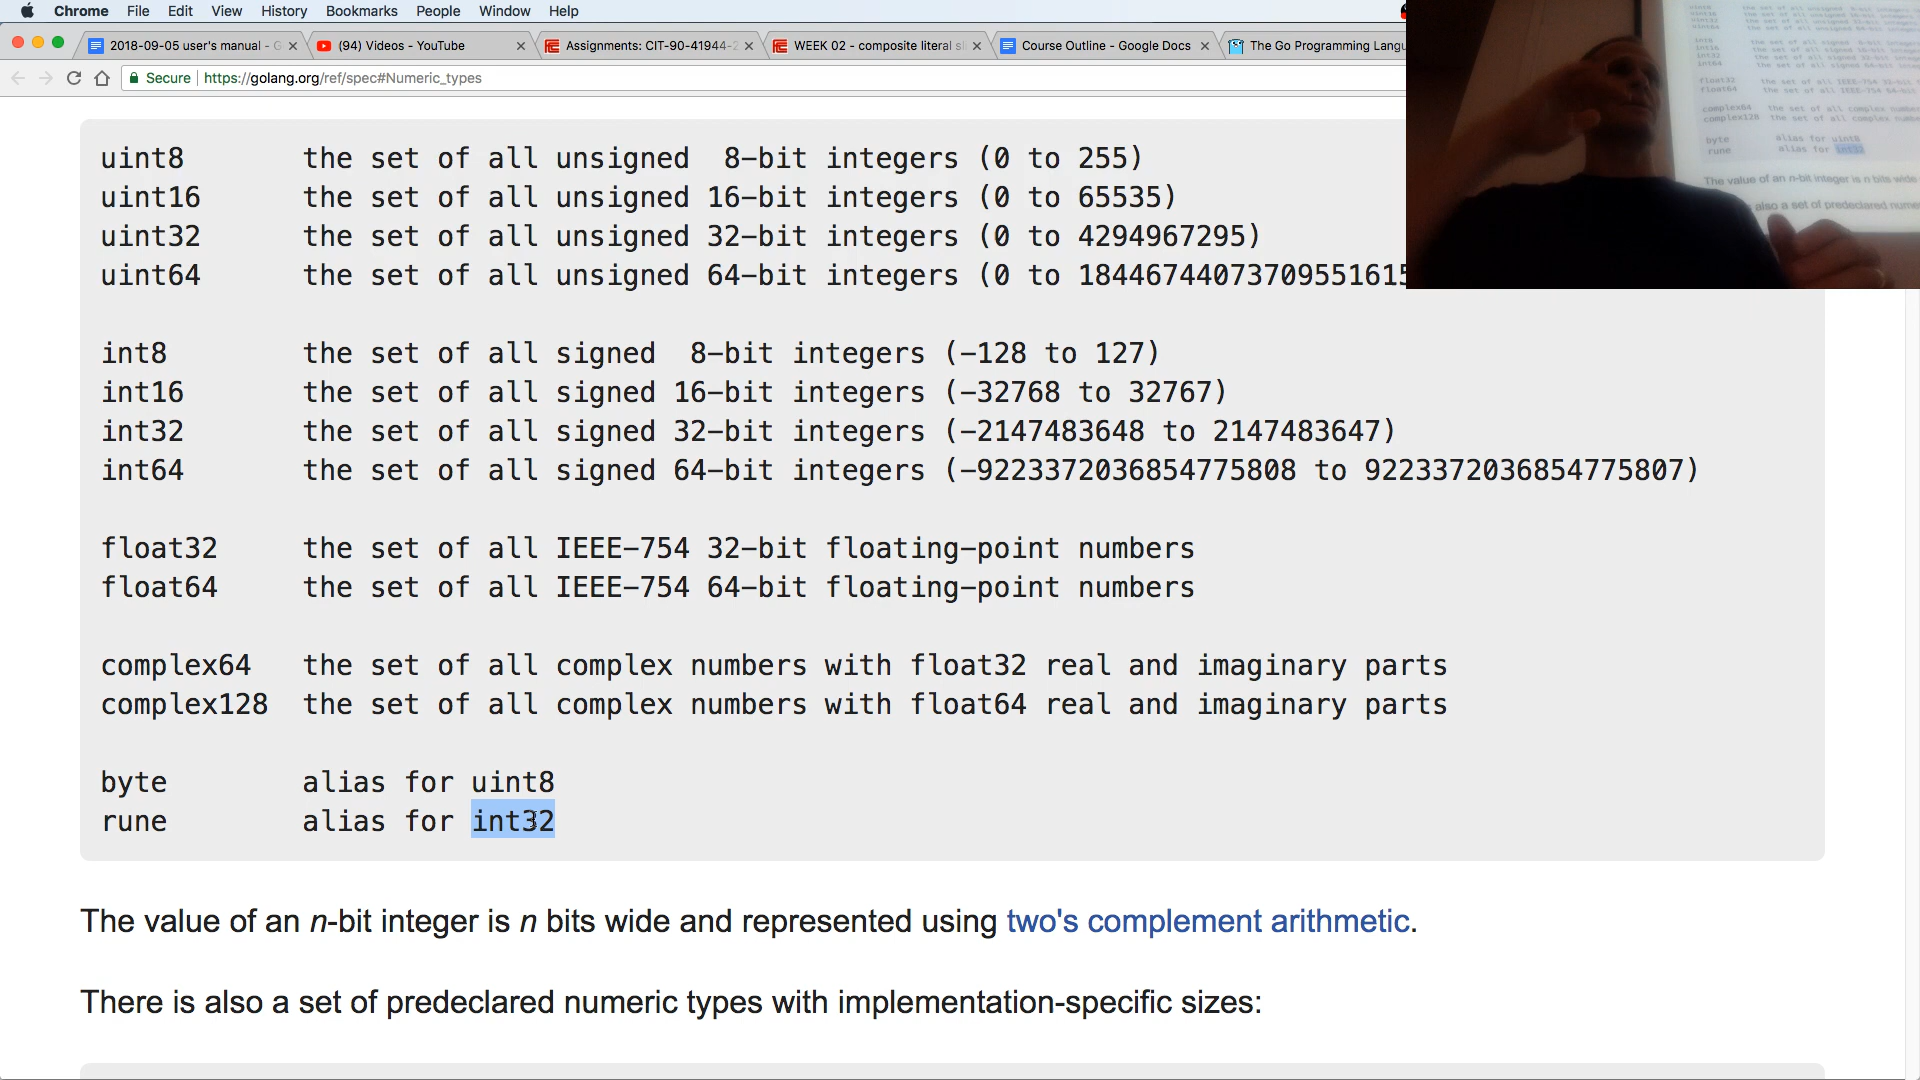 Chrome File Edit View History Bookmarks People Window Help
2018-09-05 user's manual - G
(94) Videos - YouTube
Assignments: CIT-90-41944-2
WEEK 02 - composite literal sl
Course Outline - Google Docs
The Go Programming Langu
Secure https://golang.org/ref/spec#Numeric_types
uint8 the set of all unsigned 8-bit integers (0 to 255)
uint16 the set of all unsigned 16-bit integers (0 to 65535)
uint32 the set of all unsigned 32-bit integers (0 to 4294967295)
uint64 the set of all unsigned 64-bit integers (0 to 18446744073709551615
int8 the set of all signed 8-bit integers (-128 to 127)
int16 the set of all signed 16-bit integers (-32768 to 32767)
int32 the set of all signed 32-bit integers (-2147483648 to 2147483647)
int64 the set of all signed 64-bit integers (-9223372036854775808 to 9223372036854775807)
float32 the set of all IEEE-754 32-bit floating-point numbers
float64 the set of all IEEE-754 64-bit floating-point numbers
complex64 the set of all complex numbers with float32 real and imaginary parts
complex128 the set of all complex numbers with float64 real and imaginary parts
byte alias for uint8
rune alias for int32
The value of an n-bit integer is n bits wide and represented using two's complement arithmetic.
There is also a set of predeclared numeric types with implementation-specific sizes: